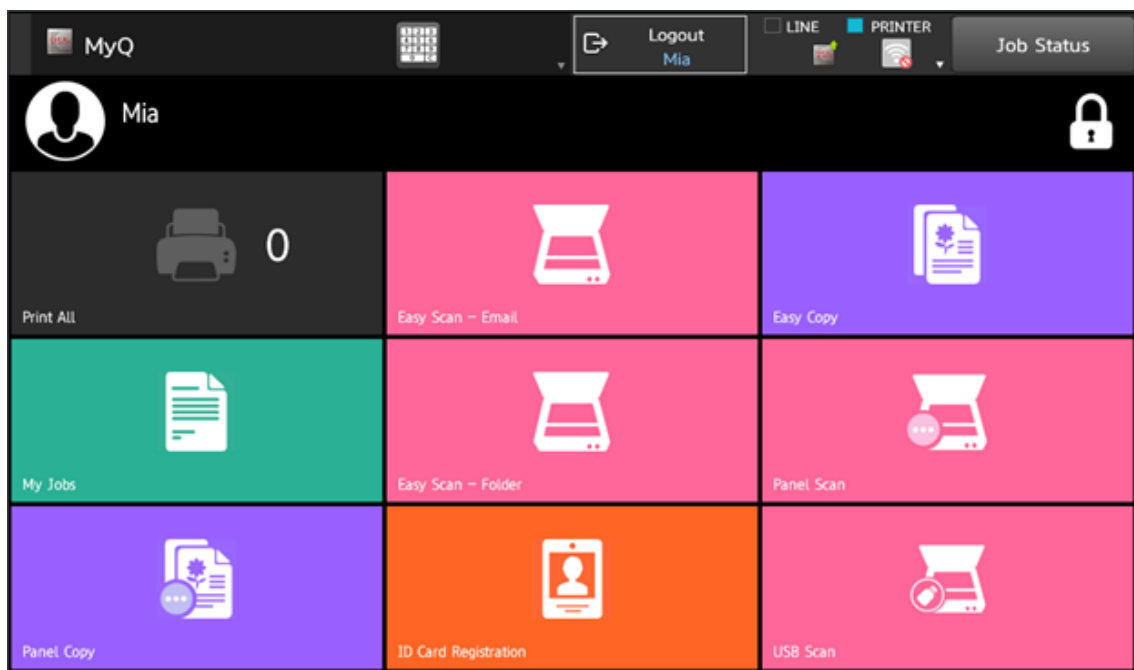 MyQ
Logout
Mia
LINE
PRINTER
Job Status
Mia
0
Print All
Easy Scan – Email
Easy Copy
My Jobs
Easy Scan – Folder
Panel Scan
Panel Copy
ID Card Registration
USB Scan